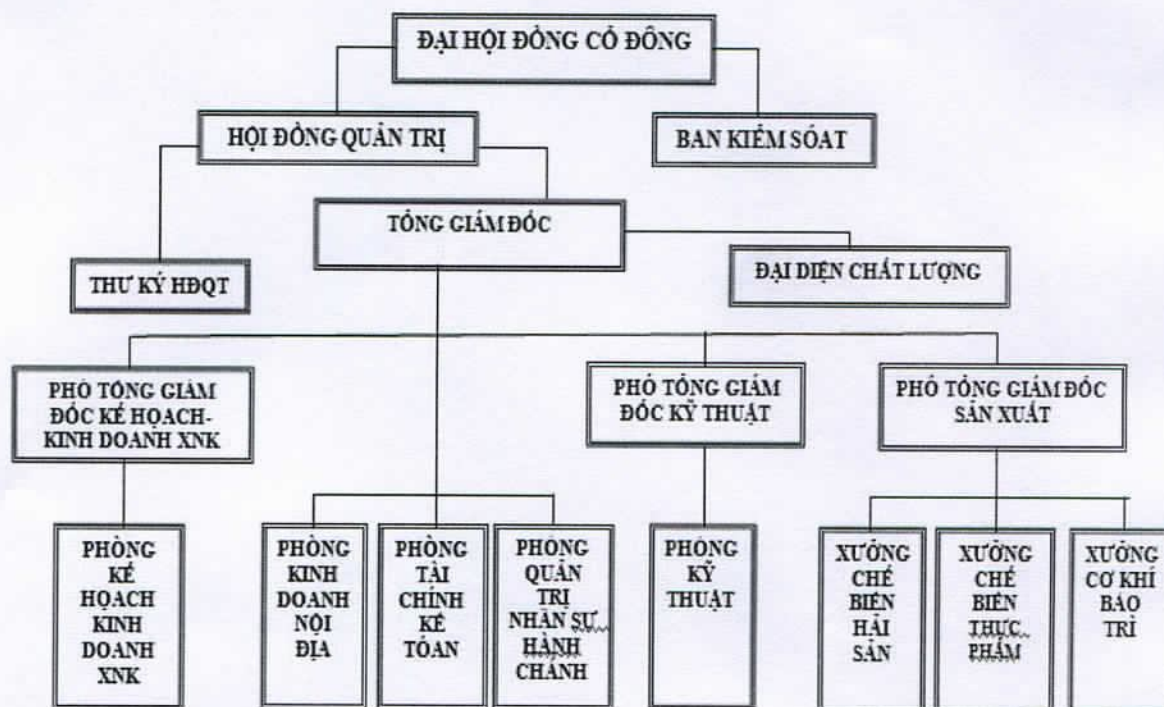 ĐẠI HỘI ĐỒNG CỔ ĐÔNG
HỘI ĐỒNG QUẢN TRỊ
BAN KIỂM SÓAT
TỔNG GIÁM ĐỐC
THƯ KÝ HĐQT
ĐẠI DIỆN CHẤT LƯỢNG
PHÓ TỔNG GIÁM
ĐỐC KẾ HỌACH-
KINH DOANH XNK
PHÓ TỔNG GIÁM
ĐỐC KỸ THUẬT
PHÓ TỔNG GIÁM ĐỐC
SẢN XUẤT
PHÒNG
KẾ
HỌACH
KINH
DOANH
XNK
PHÒNG
KINH
DOANH
NỘI
ĐỊA
PHÒNG
TÀI
CHÍNH
KẾ
TÓAN
PHÒNG
QUẢN
TRỊ
NHÂN SỰ
HÀNH
CHÁNH
PHÒNG
KỸ
THUẬT
XƯỞNG
CHẾ
BIẾN
HẢI
SẢN
XƯỞNG
CHẾ
BIẾN
THỰC
PHẨM
XƯỞNG
CƠ KHÍ
BẢO
TRÌ